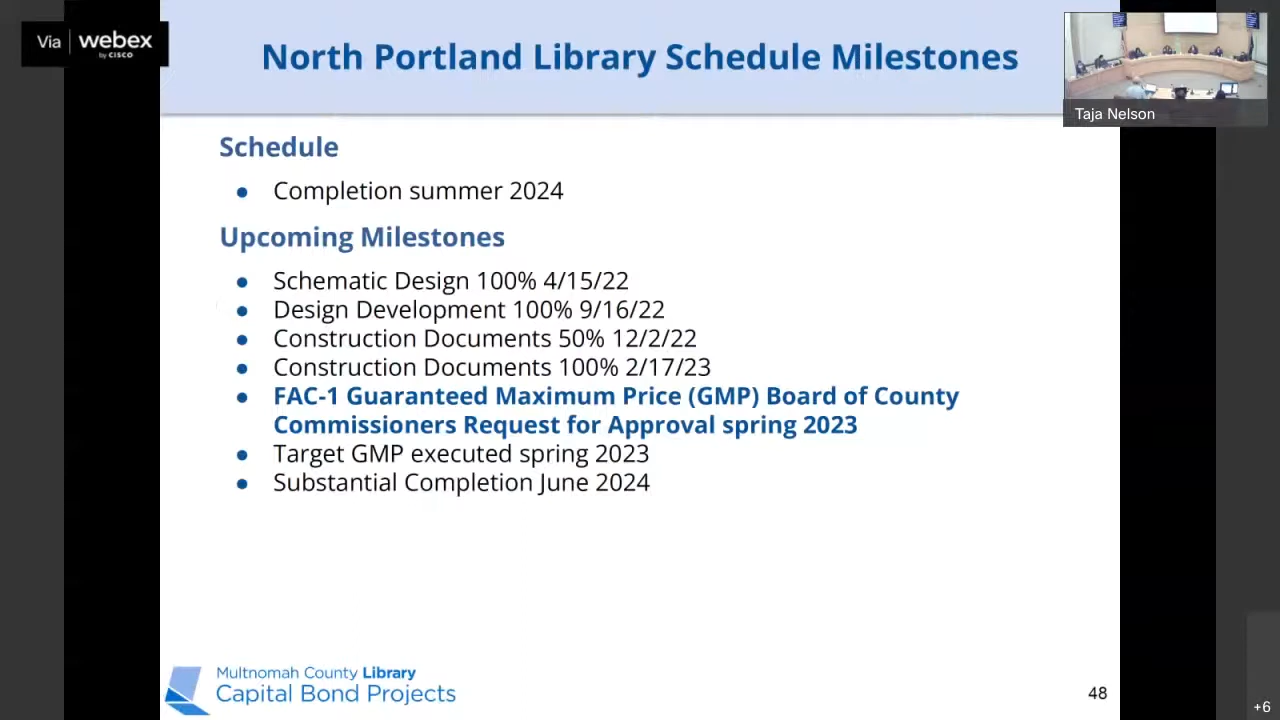 Via webex
by CISCO
North Portland Library Schedule Milestones
Taja Nelson
Schedule
● Completion summer 2024
Upcoming Milestones
● Schematic Design 100% 4/15/22
● Design Development 100% 9/16/22
● Construction Documents 50% 12/2/22
● Construction Documents 100% 2/17/23
● FAC-1 Guaranteed Maximum Price (GMP) Board of County
Commissioners Request for Approval spring 2023
● Target GMP executed spring 2023
● Substantial Completion June 2024
Multnomah County Library
Capital Bond Projects
48
+6